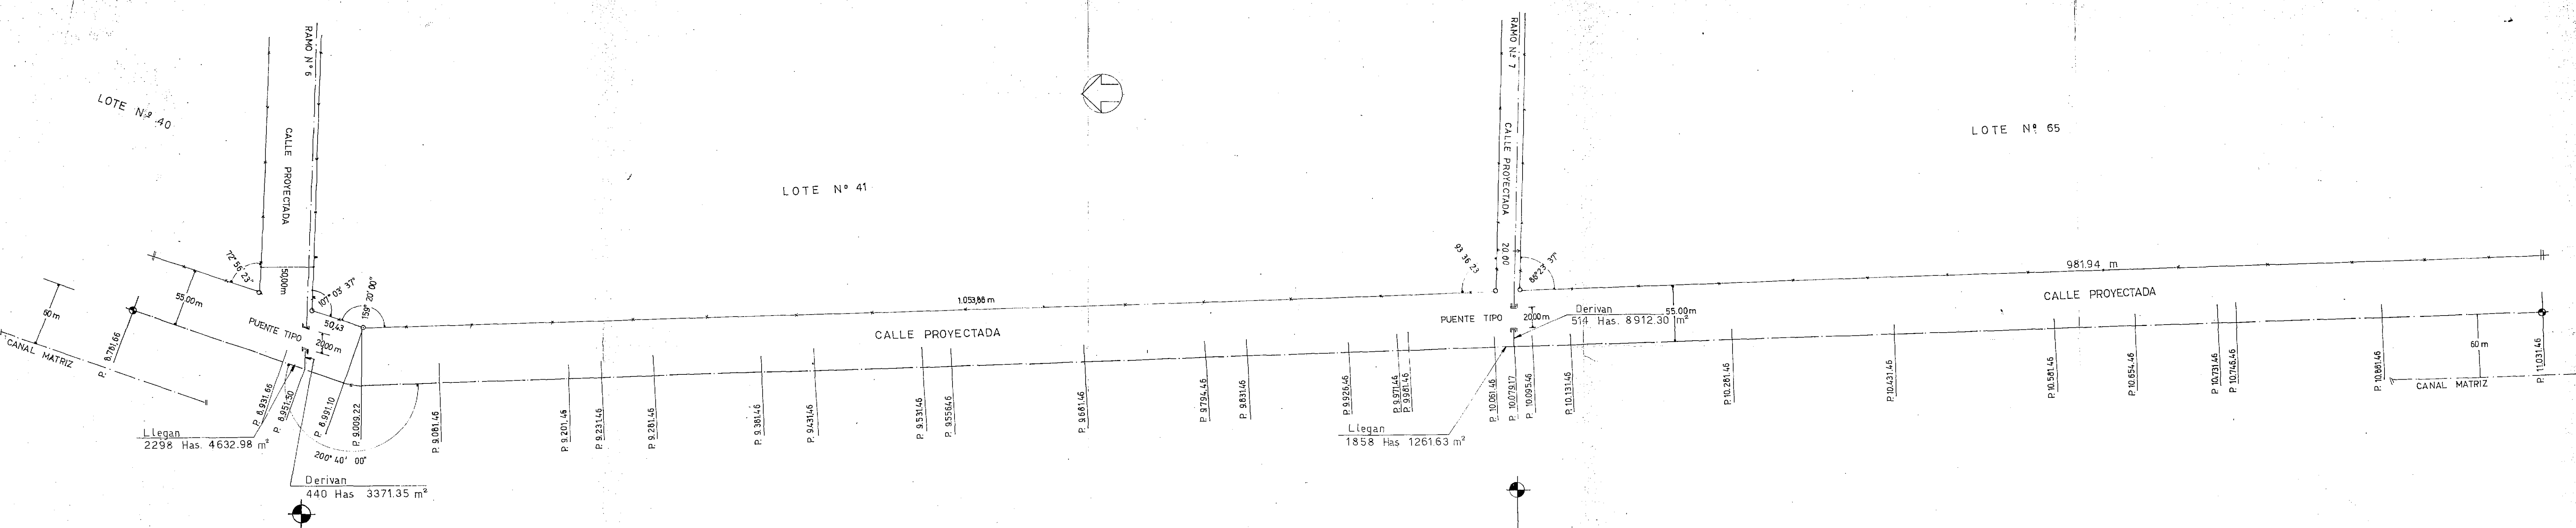 LOTE Nº 40
RAMO Nº 6
CALLE PROYECTADA
LOTE Nº 41
RAMO Nº 7
CALLE PROYECTADA
LOTE Nº 65
72° 56' 23"
50,00m
107° 03' 37"
159° 20' 00"
50,43
55.00m
60m
CANAL MATRIZ
PUENTE TIPO
20.00m
1.053,88 m
CALLE PROYECTADA
93 36 23
20.00
86° 23' 37"
PUENTE TIPO
20.00m
Derivan
514 Has. 8912.30 m²
55.00m
981.94 m
CALLE PROYECTADA
60 m
CANAL MATRIZ
P. 8.781.66
P. 8.931.66
P. 8.951.50
P. 8.991.10
P. 9.009.22
P. 9.081.46
P. 9.201.46
P. 9.231.46
P. 9.281.46
P. 9.381.46
P. 9.431.46
P. 9.531.46
P. 9.556.46
P. 9.681.46
P. 9.794.46
P. 9.831.46
P. 9.926.46
P. 9.971.46
P. 9.981.46
P. 10.061.46
P. 10.079.17
P. 10.095.46
P. 10.131.46
P. 10.281.46
P. 10.431.46
P. 10.581.46
P. 10.654.46
P. 10.731.46
P. 10.746.46
P. 10.881.46
P. 11.031.46
Llegan
2298 Has. 4632.98 m²
200° 40' 00"
Derivan
440 Has 3371.35 m²
Llegan
1858 Has 1261.63 m²